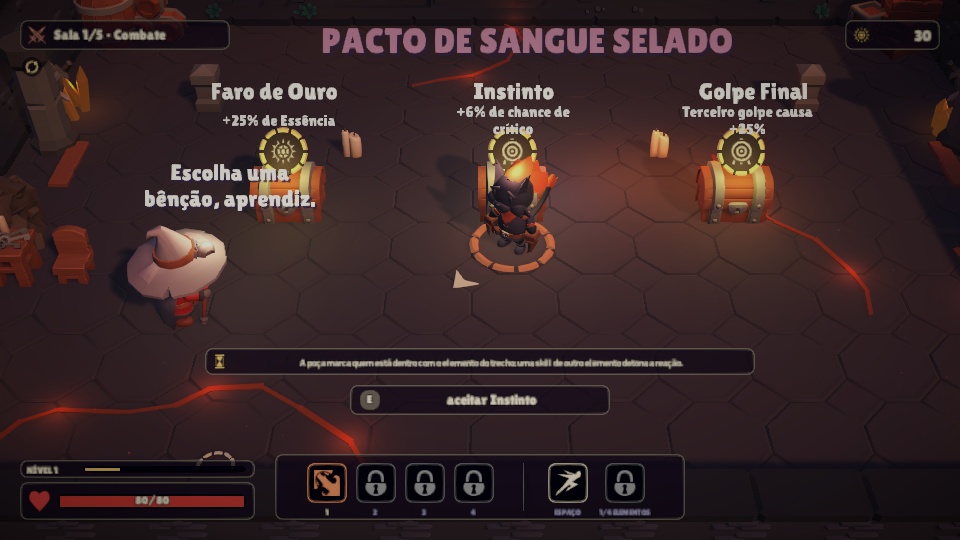 Sala 1/5 - Combate
PACTO DE SANGUE SELADO
30
Faro de Ouro
+25% de Essência
Instinto
+6% de chance de
crítico
Golpe Final
Terceiro golpe causa
+25%
Escolha uma
bênção, aprendiz.
A poça marca quem está dentro com o elemento do trecho: uma skill de outro elemento detona a reação.
E aceitar Instinto
NÍVEL 1
80/80
1 2 3 4 ESPAÇO 1/4 ELEMENTOS